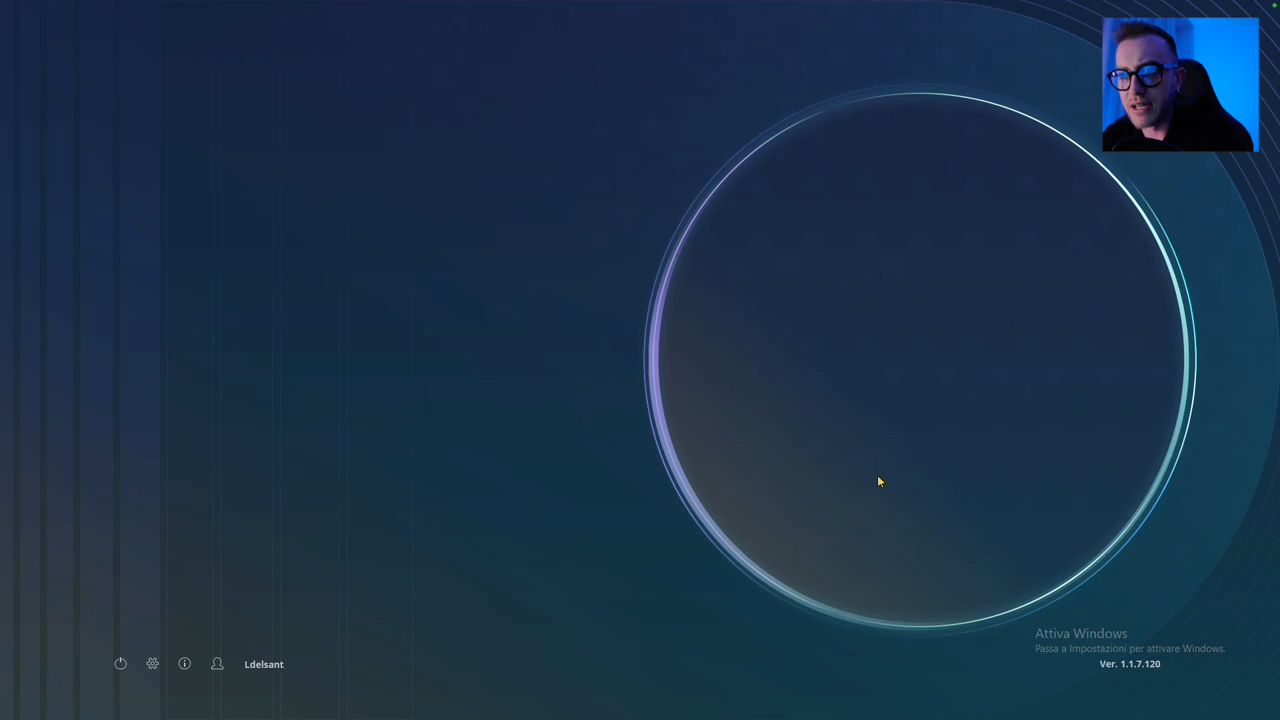 Attiva Windows
Passa a Impostazioni per attivare Windows.
Ldelsant
Ver. 1.1.7.120